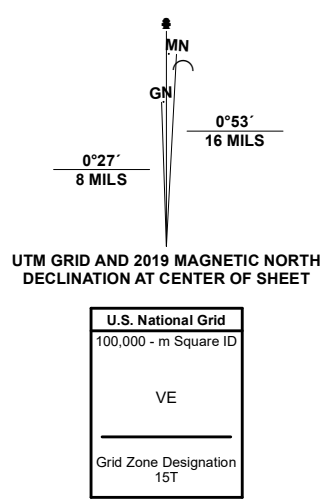 MN
GN
0°53´
16 MILS
0°27´
8 MILS
UTM GRID AND 2019 MAGNETIC NORTH
DECLINATION AT CENTER OF SHEET
U.S. National Grid
100,000 - m Square ID
VE
Grid Zone Designation
15T